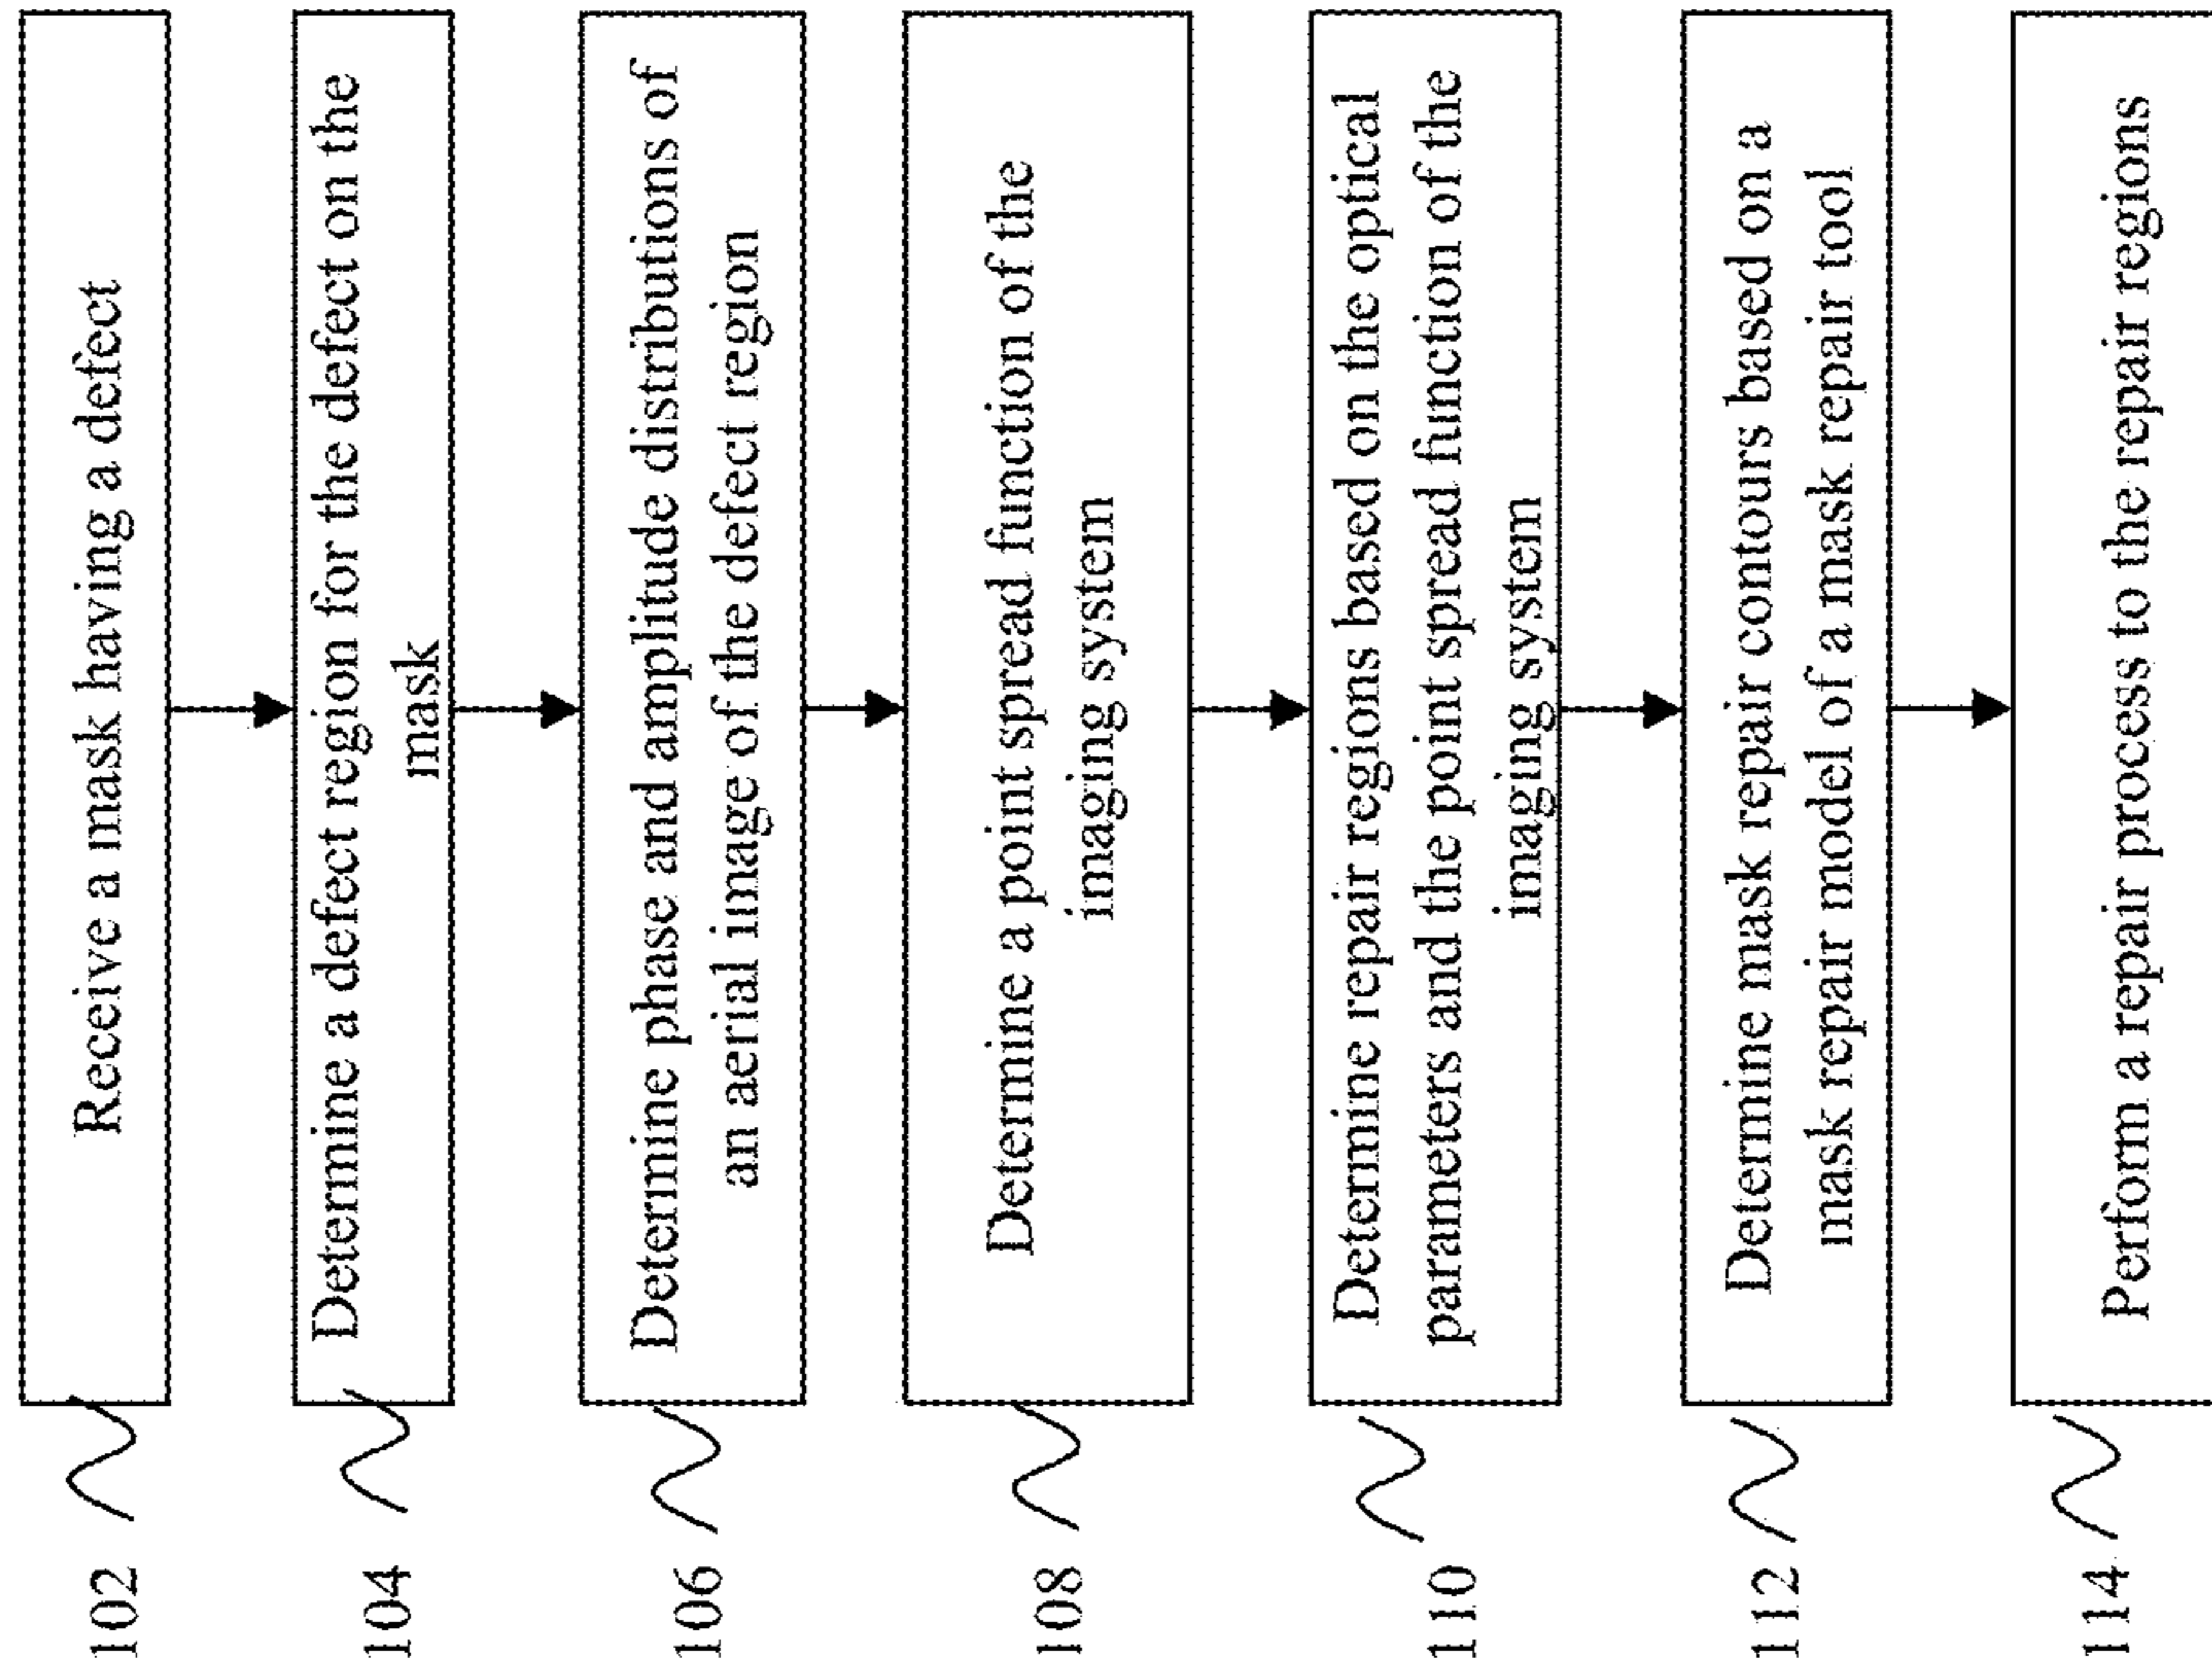 102
Receive a mask having a defect
104
Determine a defect region for the defect on the
mask
106
Determine phase and amplitude distributions of
an aerial image of the defect region
108
Determine a point spread function of the
imaging system
110
Determine repair regions based on the optical
parameters and the point spread function of the
imaging system
112
Determine mask repair contours based on a
mask repair model of a mask repair tool
114
Perform a repair process to the repair regions